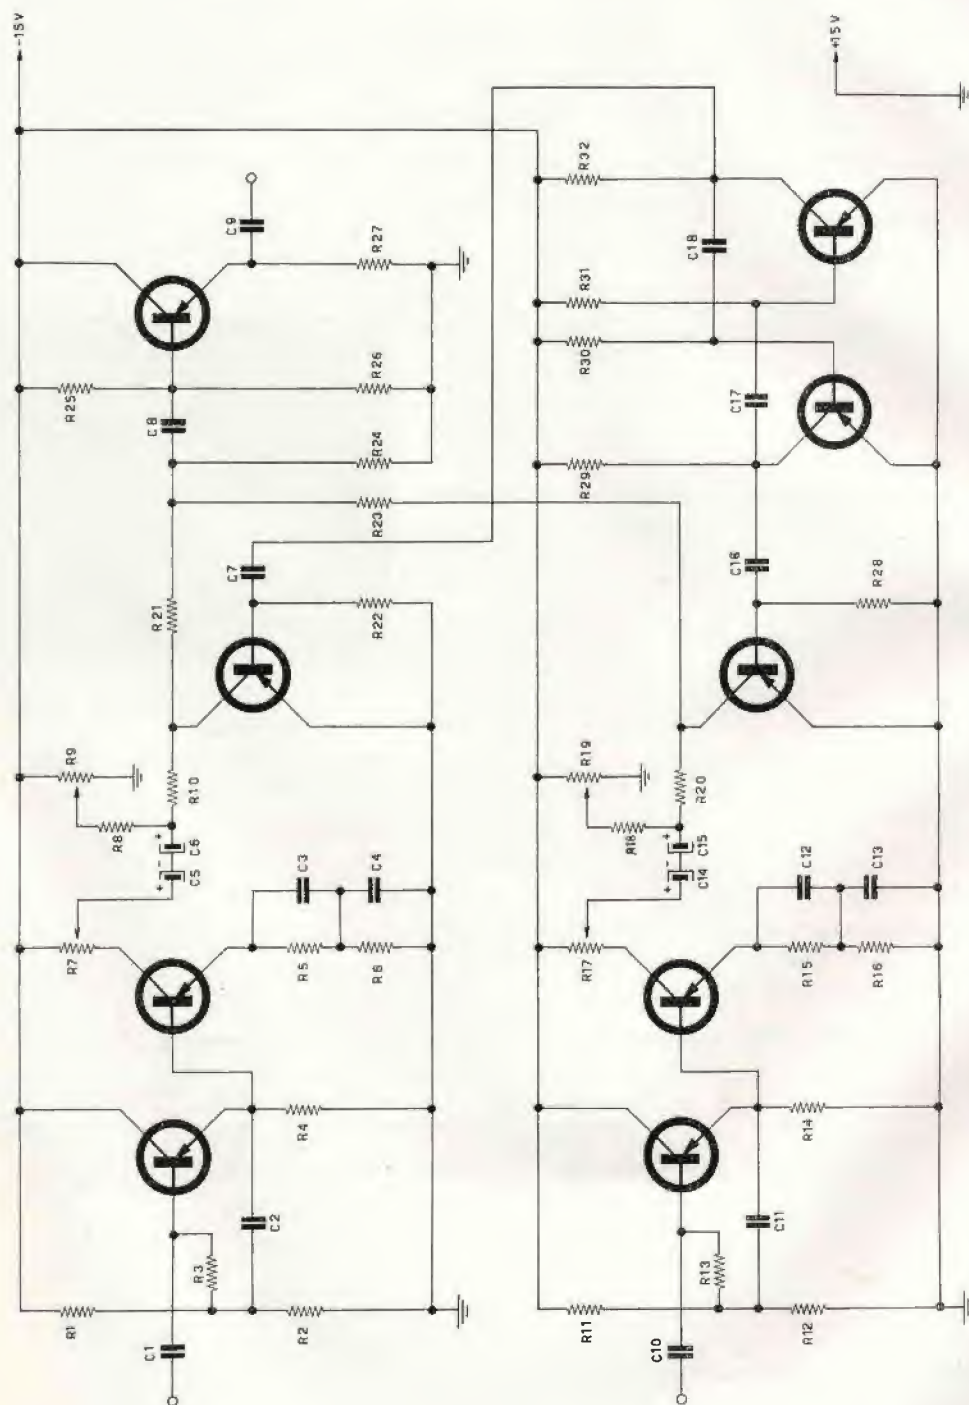 -15V
+15V
C9
R27
R32
C18
R31
R30
R25
C8
R26
R24
C17
R29
R23
C7
C16
R21
R22
R28
R9
R8
R10
C6
C5
R19
R18
R20
C15
C14
C3
C4
C12
C13
R7
R5
R6
R17
R15
R16
R4
R14
C2
C11
R3
R13
R1
R2
R11
R12
C1
C10
+
-
+
+
-
+